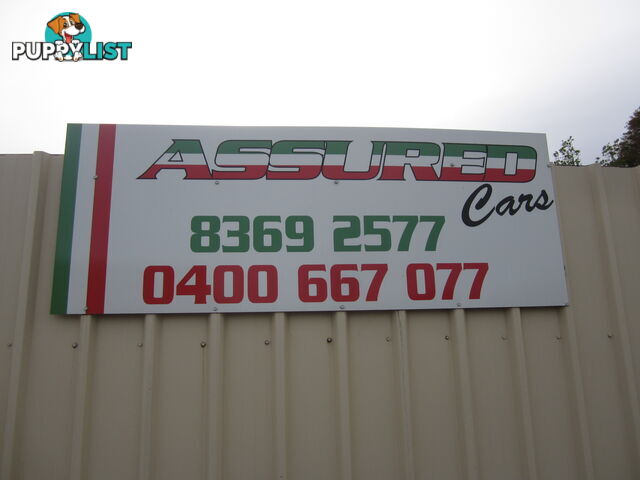 PUPPYLIST
ASSURED
Cars
8369 2577
0400 667 077